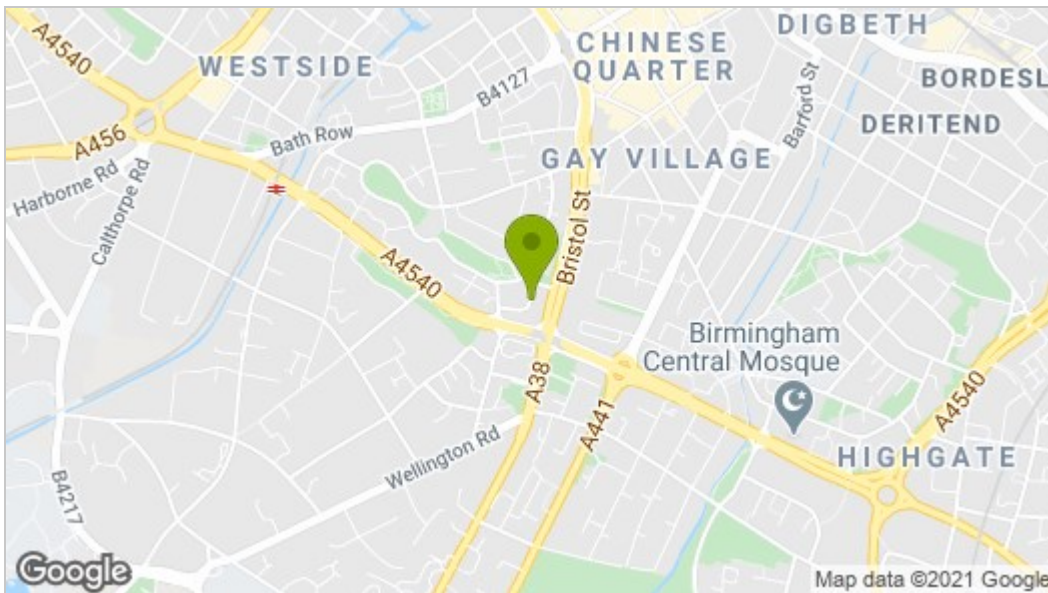 A4540
WESTSIDE
CHINESE
QUARTER
DIGBETH
BORDESL
B4127
Barford St
DERITEND
A456
Bath Row
GAY VILLAGE
Harborne Rd
Calthorpe Rd
Bristol St
A4540
Birmingham
Central Mosque
A38
A4540
A441
Wellington Rd
HIGHGATE
B4217
Google
Map data ©2021 Google